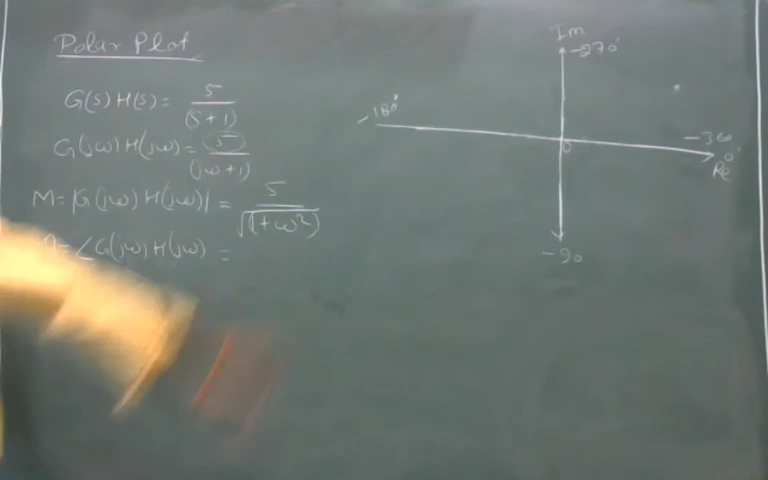 Polar Plot
G(s)H(s) = 5/(s+1)
G(jω)H(jω) = 5/(jω+1)
M = |G(jω)H(jω)| = 5/√(1+ω²)
= ∠G(jω)H(jω) =
Im
-270°
-180°
0
-360
0°
Re
-90